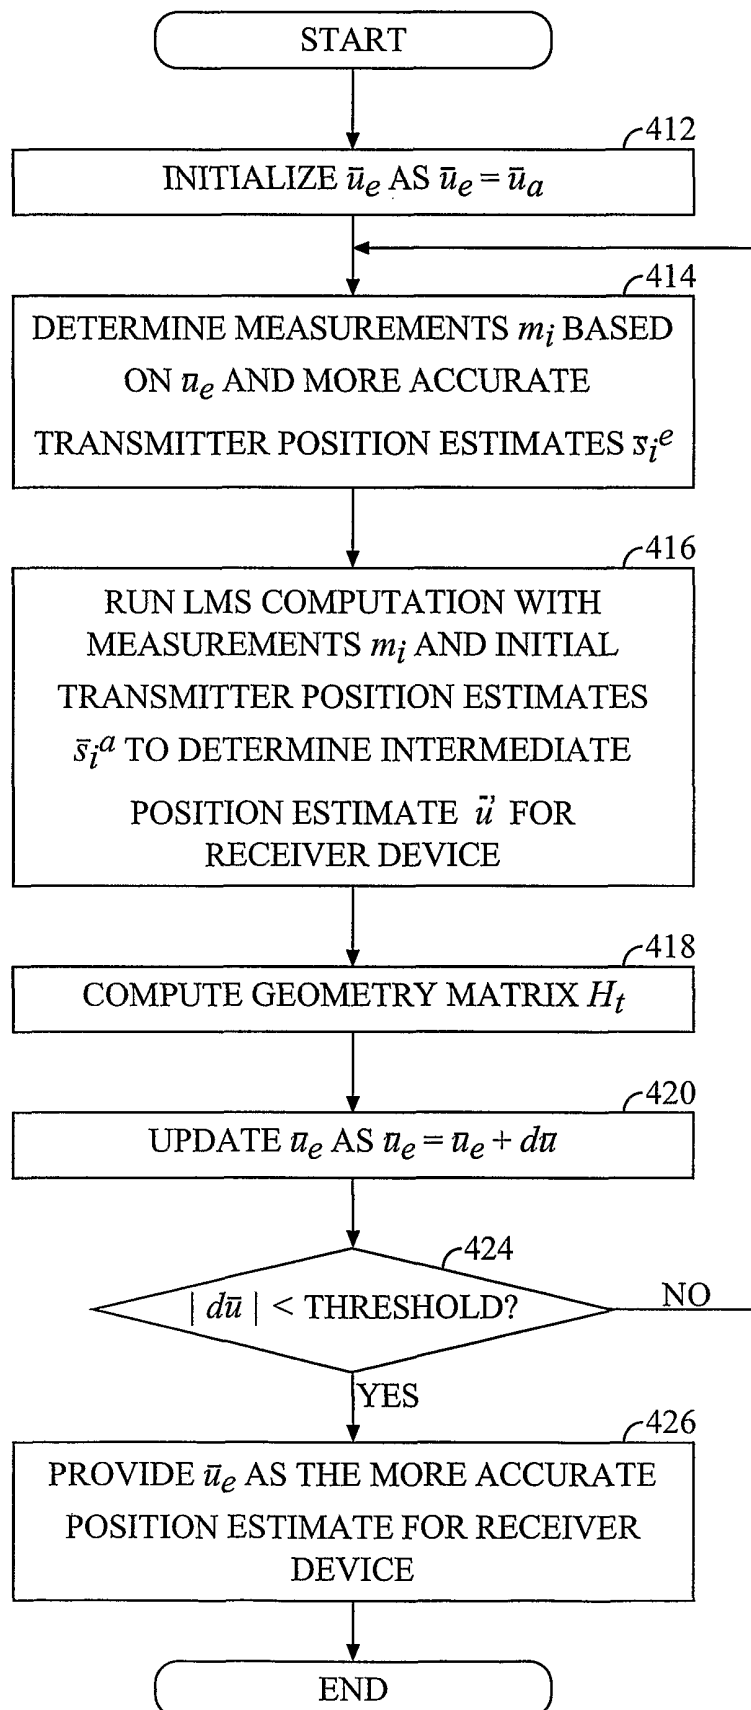 START
412
INITIALIZE ū_e AS ū_e = ū_a
414
DETERMINE MEASUREMENTS m_i BASED
ON ū_e AND MORE ACCURATE
TRANSMITTER POSITION ESTIMATES s̄_i^e
416
RUN LMS COMPUTATION WITH
MEASUREMENTS m_i AND INITIAL
TRANSMITTER POSITION ESTIMATES
s̄_i^a TO DETERMINE INTERMEDIATE
POSITION ESTIMATE ū' FOR
RECEIVER DEVICE
418
COMPUTE GEOMETRY MATRIX H_t
420
UPDATE ū_e AS ū_e = ū_e + dū
424
| dū | < THRESHOLD?
NO
YES
426
PROVIDE ū_e AS THE MORE ACCURATE
POSITION ESTIMATE FOR RECEIVER
DEVICE
END